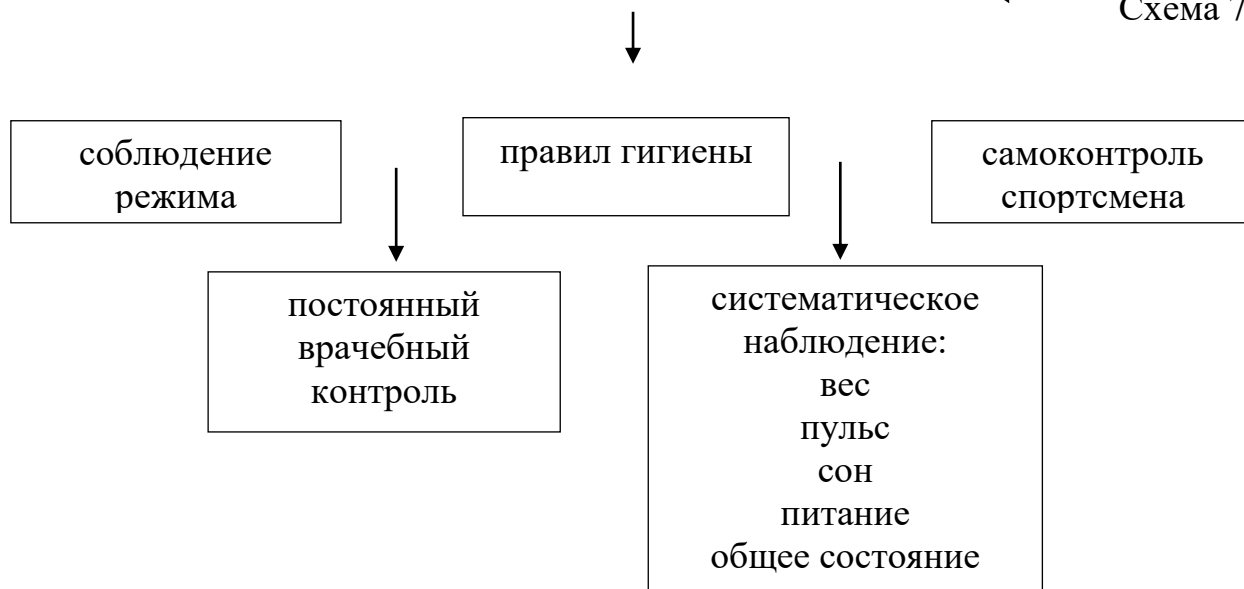 Схема 7
соблюдение
режима
правил гигиены
самоконтроль
спортсмена
постоянный
врачебный
контроль
систематическое
наблюдение:
вес
пульс
сон
питание
общее состояние